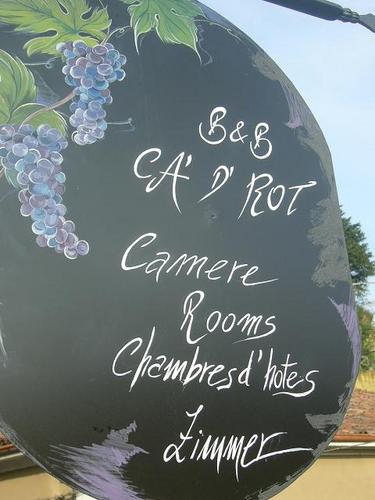 B&B
CA' D' ROT
Camere
Rooms
Chambres d'hotes
Zimmer